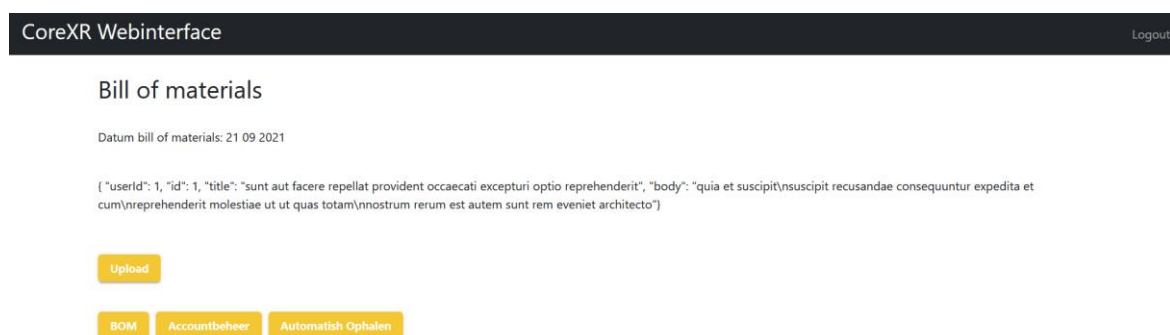 CoreXR Webinterface Logout
Bill of materials
Datum bill of materials: 21 09 2021
{ "userId": 1, "id": 1, "title": "sunt aut facere repellat provident occaecati excepturi optio reprehenderit", "body": "quia et suscipit\nsuscipit recusandae consequuntur expedita et
cum\nreprehenderit molestiae ut ut quas totam\nnostrum rerum est autem sunt rem eveniet architecto"}
Upload
BOM Accountbeheer Automatish Ophalen